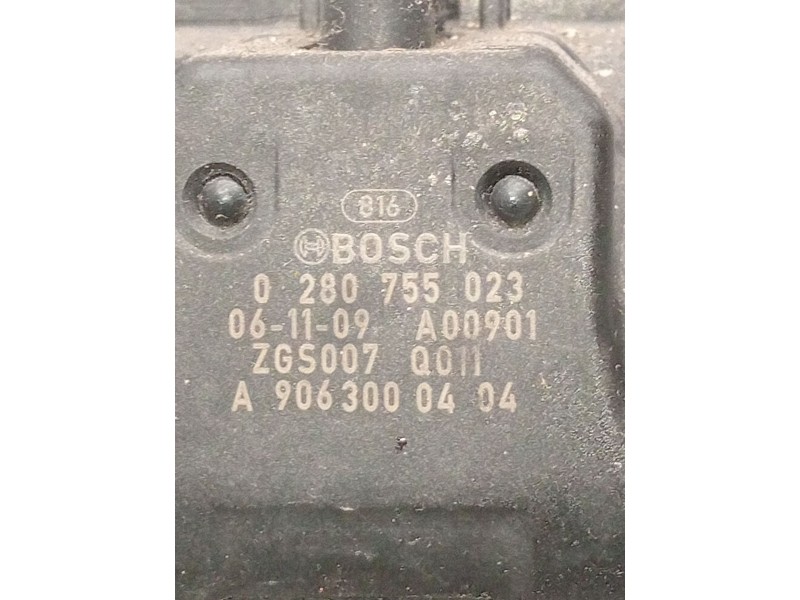 816
BOSCH
0 280 755 023
06-11-09 A00901
ZGS007 Q011
A 906 300 04 04